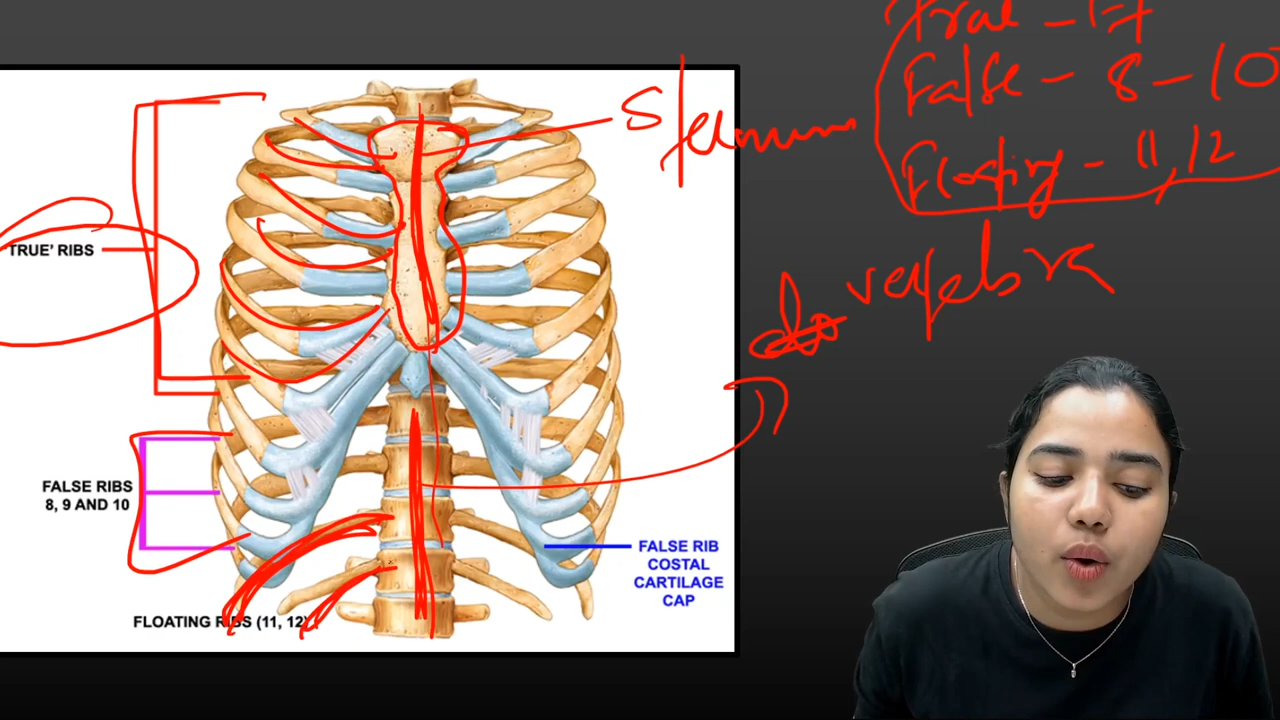 True - 1-7
False - 8 - 10
Floating - 11, 12
Sternum
vertebra
'TRUE' RIBS
FALSE RIBS
8, 9 AND 10
FALSE RIB
COSTAL
CARTILAGE
CAP
FLOATING RIBS (11, 12)